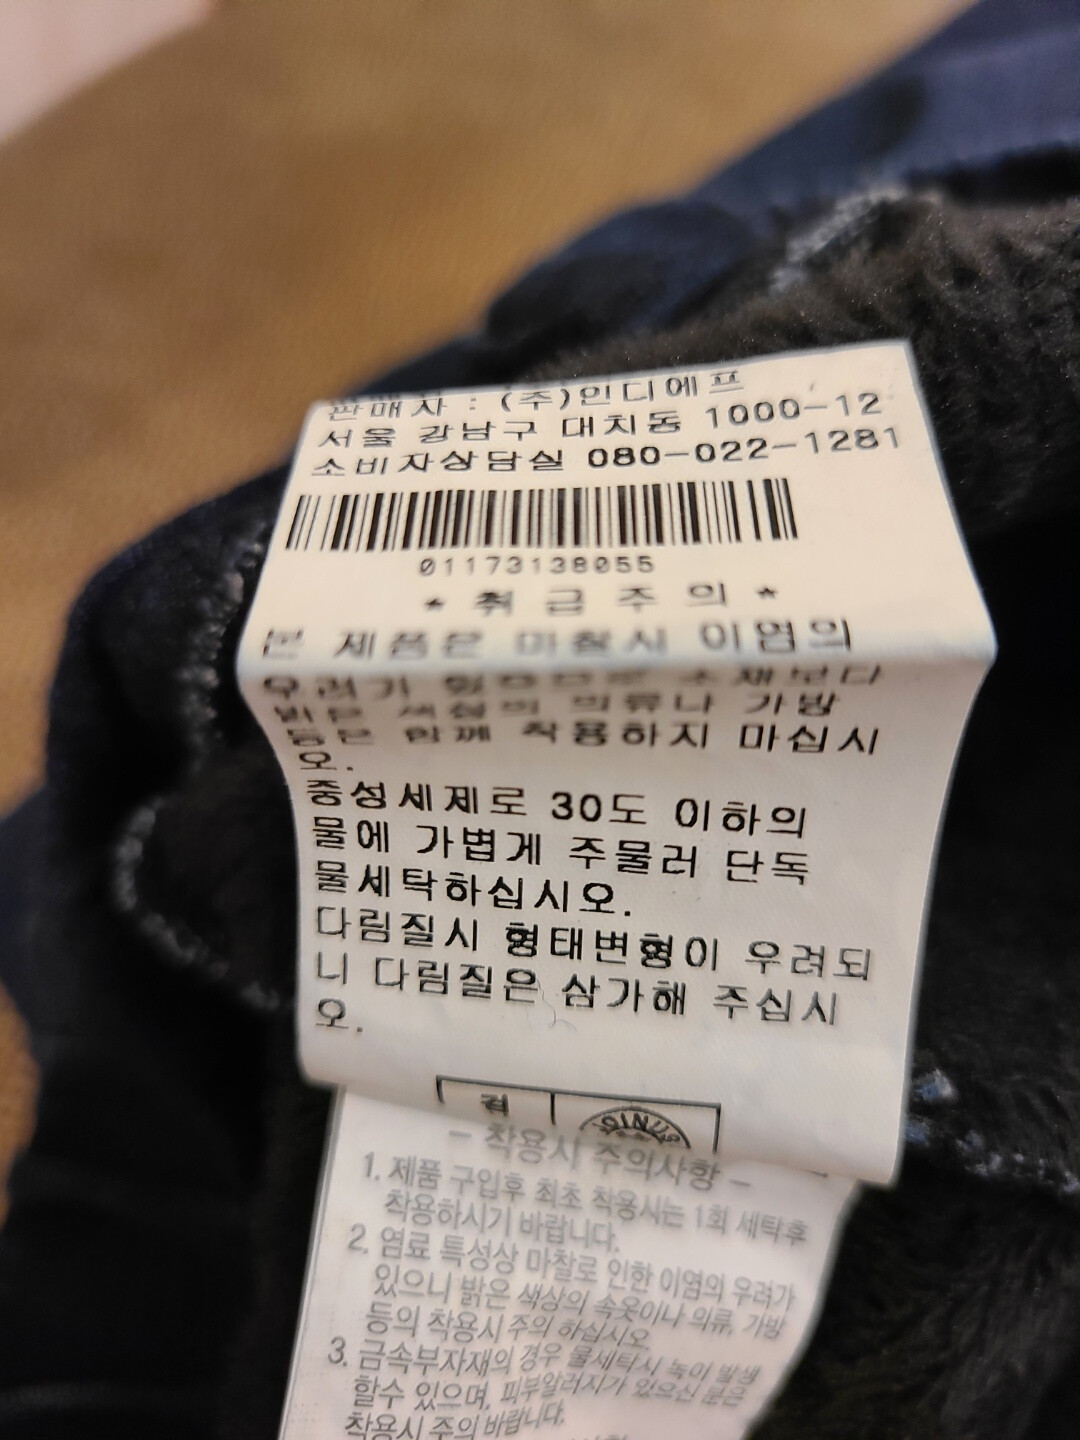 판매자 : (주)인디에프
서울 강남구 대치동 1000-12
소비자상담실 080-022-1281
01173138055
* 취 급 주 의 *
본 제품은 마찰시 이염의
우려가 있으므로 소재보다
밝은 색상의 의류나 가방
등은 함께 착용하지 마십시
오.
중성세제로 30도 이하의
물에 가볍게 주물러 단독
물세탁하십시오.
다림질시 형태변형이 우려되
니 다림질은 삼가해 주십시
오.
검
JOINUS
- 착용시 주의사항 -
1. 제품 구입후 최초 착용시는 1회 세탁후
착용하시기 바랍니다.
2. 염료 특성상 마찰로 인한 이염의 우려가
있으니 밝은 색상의 속옷이나 의류, 가방
등의 착용시 주의 하십시오.
3. 금속부자재의 경우 물세탁시 녹이 발생
할수 있으며, 피부알러지가 있으신 분은
착용시 주의 바랍니다.